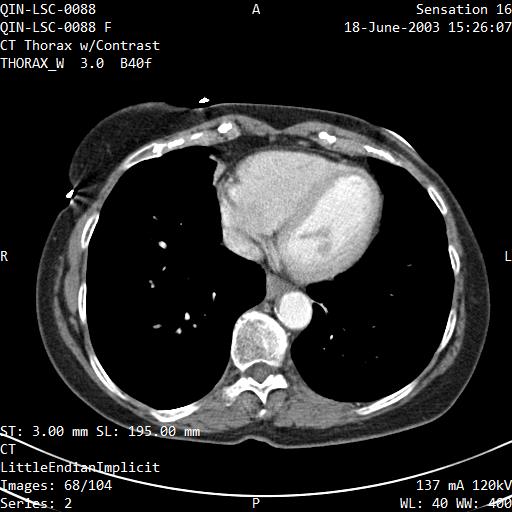 QIN-LSC-0088 A Sensation 16
QIN-LSC-0088 F 18-June-2003 15:26:07
CT Thorax w/Contrast
THORAX_W 3.0 B40f
R L
ST: 3.00 mm SL: 195.00 mm
CT
LittleEndianImplicit
Images: 68/104 137 mA 120kV
Series: 2 P WL: 40 WW: 400